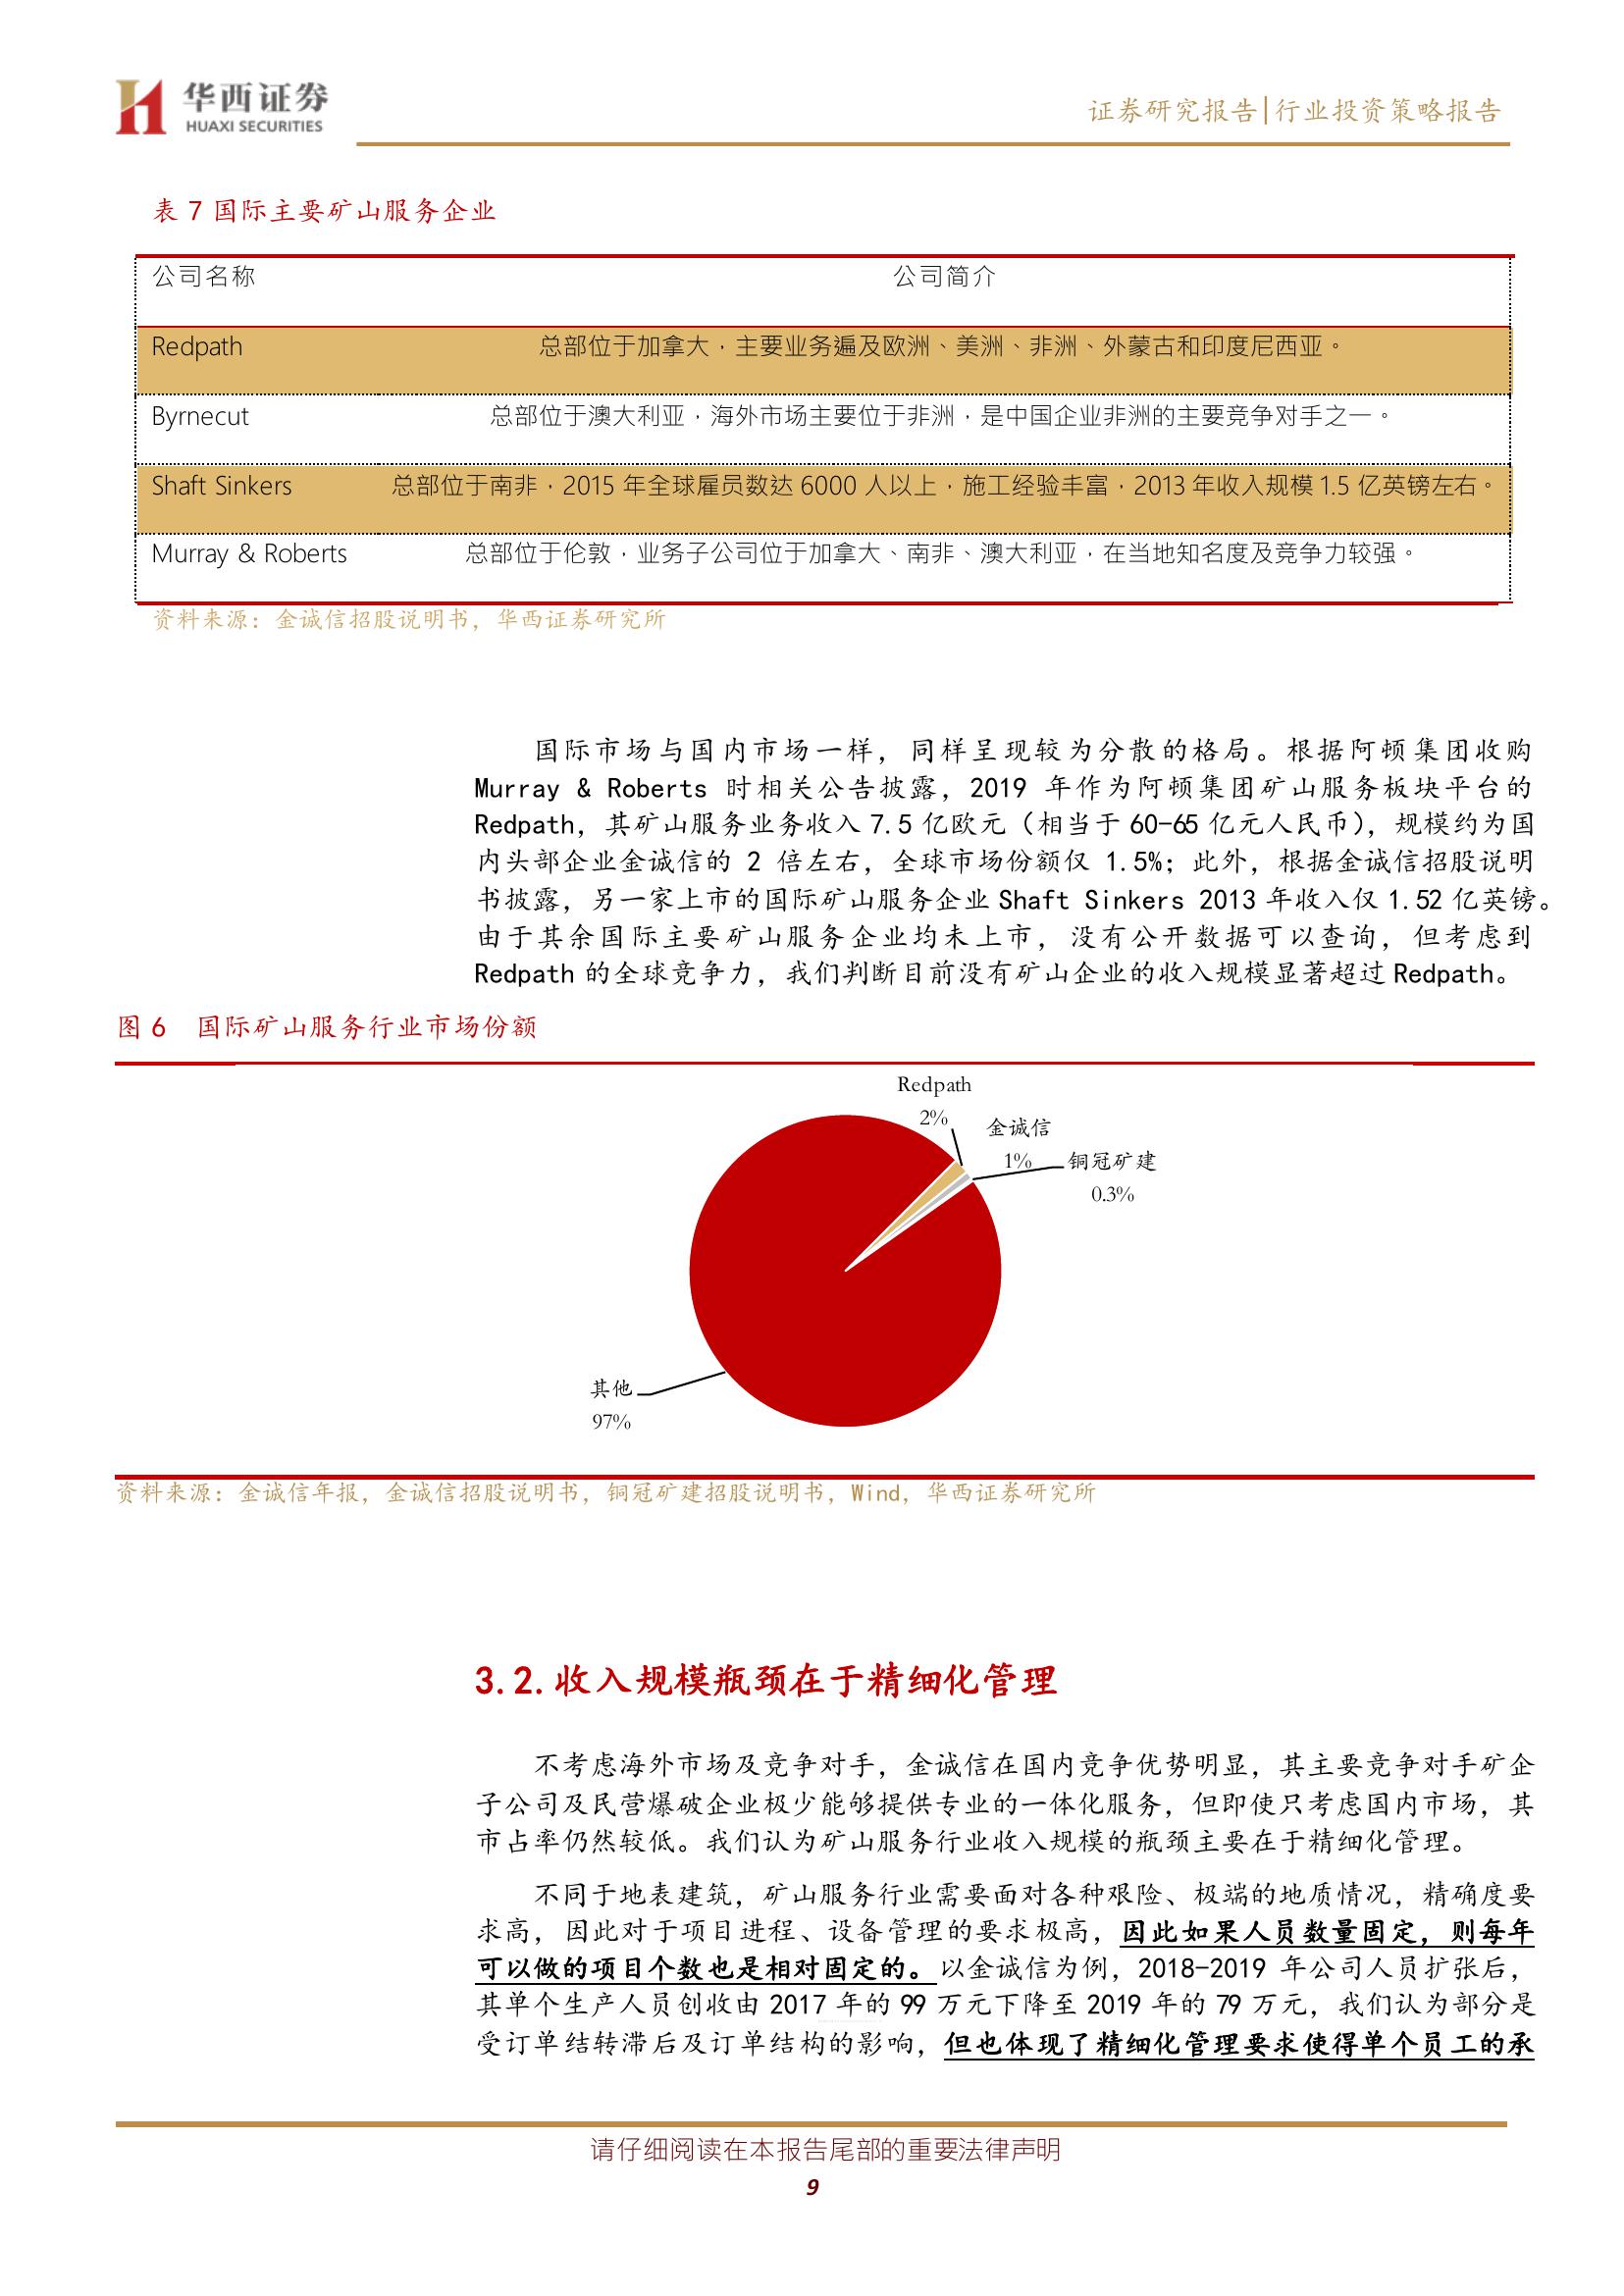 华西证券
HUAXI SECURITIES
证券研究报告|行业投资策略报告
表 7 国际主要矿山服务企业
公司名称 公司简介
Redpath 总部位于加拿大，主要业务遍及欧洲、美洲、非洲、外蒙古和印度尼西亚。
Byrnecut 总部位于澳大利亚，海外市场主要位于非洲，是中国企业非洲的主要竞争对手之一。
Shaft Sinkers 总部位于南非，2015 年全球雇员数达 6000 人以上，施工经验丰富，2013 年收入规模 1.5 亿英镑左右。
Murray & Roberts 总部位于伦敦，业务子公司位于加拿大、南非、澳大利亚，在当地知名度及竞争力较强。
资料来源：金诚信招股说明书，华西证券研究所
国际市场与国内市场一样，同样呈现较为分散的格局。根据阿顿集团收购
Murray & Roberts 时相关公告披露，2019 年作为阿顿集团矿山服务板块平台的
Redpath，其矿山服务业务收入 7.5 亿欧元（相当于 60-65 亿元人民币），规模约为国
内头部企业金诚信的 2 倍左右，全球市场份额仅 1.5%；此外，根据金诚信招股说明
书披露，另一家上市的国际矿山服务企业 Shaft Sinkers 2013 年收入仅 1.52 亿英镑。
由于其余国际主要矿山服务企业均未上市，没有公开数据可以查询，但考虑到
Redpath 的全球竞争力，我们判断目前没有矿山企业的收入规模显著超过 Redpath。
图 6 国际矿山服务行业市场份额
Redpath
2%
金诚信
1%
铜冠矿建
0.3%
其他
97%
资料来源：金诚信年报，金诚信招股说明书，铜冠矿建招股说明书，Wind，华西证券研究所
3.2.收入规模瓶颈在于精细化管理
不考虑海外市场及竞争对手，金诚信在国内竞争优势明显，其主要竞争对手矿企
子公司及民营爆破企业极少能够提供专业的一体化服务，但即使只考虑国内市场，其
市占率仍然较低。我们认为矿山服务行业收入规模的瓶颈主要在于精细化管理。
不同于地表建筑，矿山服务行业需要面对各种艰险、极端的地质情况，精确度要
求高，因此对于项目进程、设备管理的要求极高，因此如果人员数量固定，则每年
可以做的项目个数也是相对固定的。以金诚信为例，2018-2019 年公司人员扩张后，
其单个生产人员创收由 2017 年的 99 万元下降至 2019 年的 79 万元，我们认为部分是
受订单结转滞后及订单结构的影响，但也体现了精细化管理要求使得单个员工的承
请仔细阅读在本报告尾部的重要法律声明
9